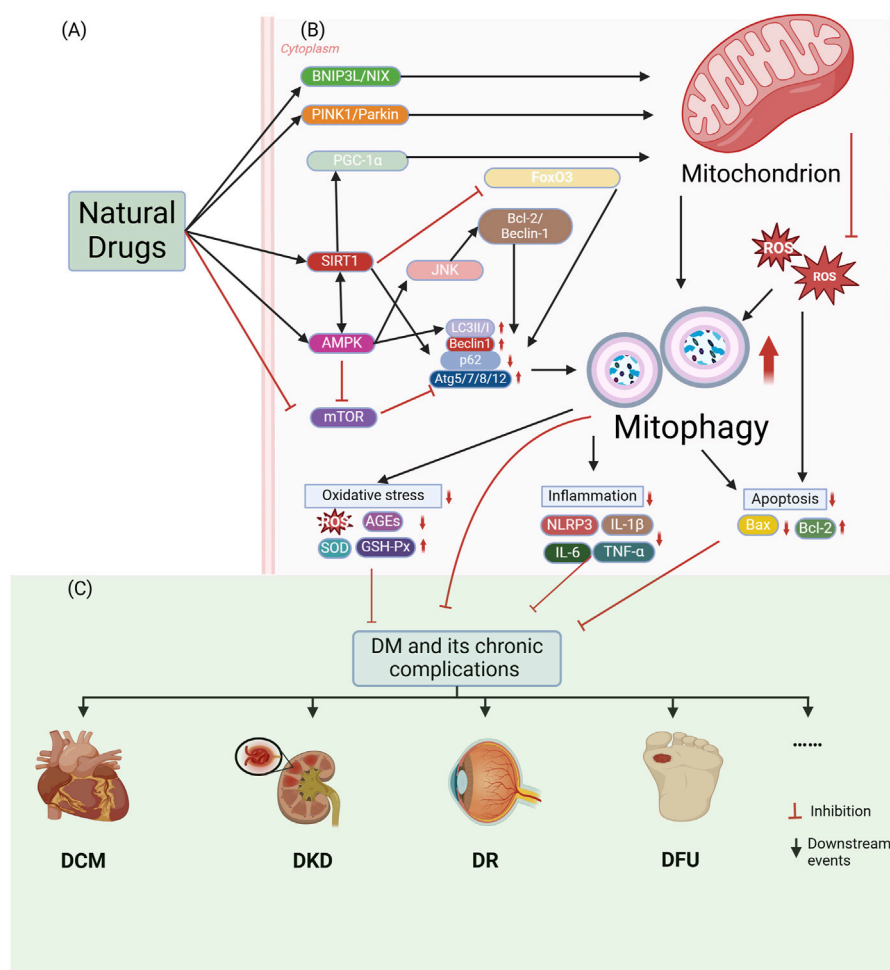 (A)
(B)
Cytoplasm
BNIP3L/NIX
PINK1/Parkin
PGC-1α
FoxO3
Mitochondrion
Natural
Drugs
Bcl-2/
Beclin-1
SIRT1
JNK
ROS
ROS
AMPK
LC3II/I
Beclin1
p62
Atg5/7/8/12
mTOR
Mitophagy
Oxidative stress
Inflammation
Apoptosis
ROS
AGEs
NLRP3
IL-1β
Bax
Bcl-2
SOD
GSH-Px
IL-6
TNF-α
(C)
DM and its chronic
complications
......
Inhibition
Downstream
events
DCM
DKD
DR
DFU